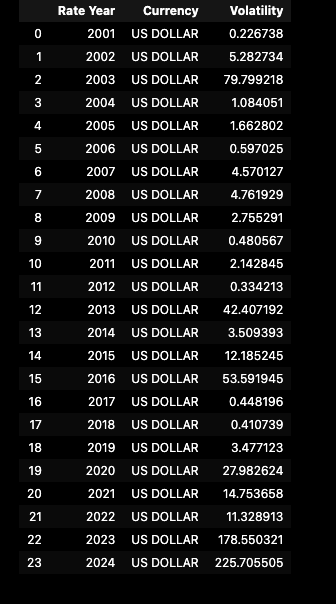 Rate Year Currency Volatility
0 2001 US DOLLAR 0.226738
1 2002 US DOLLAR 5.282734
2 2003 US DOLLAR 79.799218
3 2004 US DOLLAR 1.084051
4 2005 US DOLLAR 1.662802
5 2006 US DOLLAR 0.597025
6 2007 US DOLLAR 4.570127
7 2008 US DOLLAR 4.761929
8 2009 US DOLLAR 2.755291
9 2010 US DOLLAR 0.480567
10 2011 US DOLLAR 2.142845
11 2012 US DOLLAR 0.334213
12 2013 US DOLLAR 42.407192
13 2014 US DOLLAR 3.509393
14 2015 US DOLLAR 12.185245
15 2016 US DOLLAR 53.591945
16 2017 US DOLLAR 0.448196
17 2018 US DOLLAR 0.410739
18 2019 US DOLLAR 3.477123
19 2020 US DOLLAR 27.982624
20 2021 US DOLLAR 14.753658
21 2022 US DOLLAR 11.328913
22 2023 US DOLLAR 178.550321
23 2024 US DOLLAR 225.705505